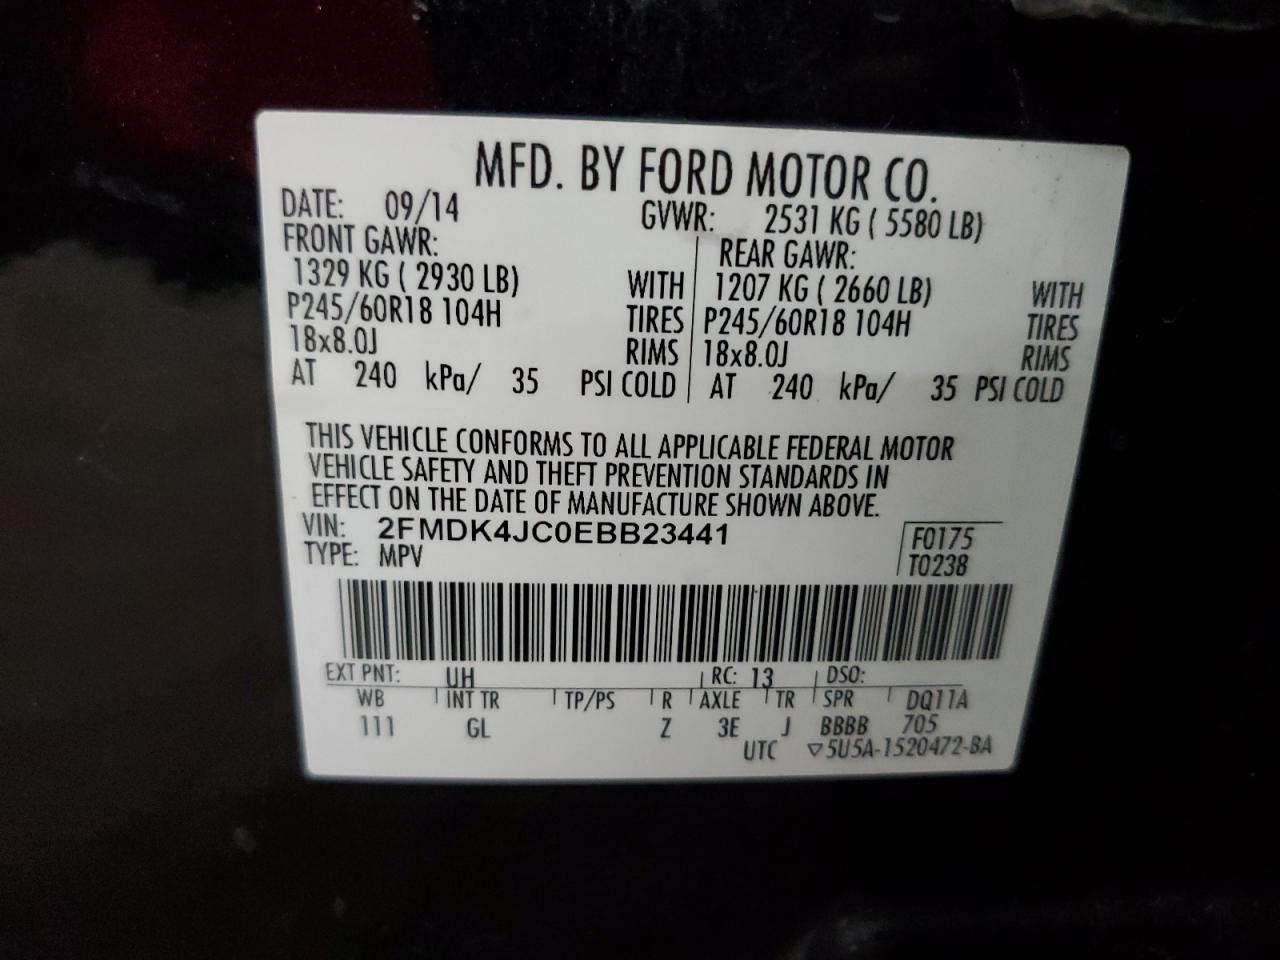 MFD. BY FORD MOTOR CO.
DATE: 09/14 GVWR: 2531 KG ( 5580 LB)
FRONT GAWR: REAR GAWR:
1329 KG ( 2930 LB) WITH 1207 KG ( 2660 LB) WITH
P245/60R18 104H TIRES P245/60R18 104H TIRES
18x8.0J RIMS 18x8.0J RIMS
AT 240 kPa/ 35 PSI COLD AT 240 kPa/ 35 PSI COLD
THIS VEHICLE CONFORMS TO ALL APPLICABLE FEDERAL MOTOR
VEHICLE SAFETY AND THEFT PREVENTION STANDARDS IN
EFFECT ON THE DATE OF MANUFACTURE SHOWN ABOVE.
VIN: 2FMDK4JC0EBB23441 F0175
TYPE: MPV T0238
EXT PNT: UH RC: 13 DSO:
WB INT TR TP/PS R AXLE TR SPR DQ11A
111 GL Z 3E J BBBB 705
UTC ▽5U5A-1520472-BA